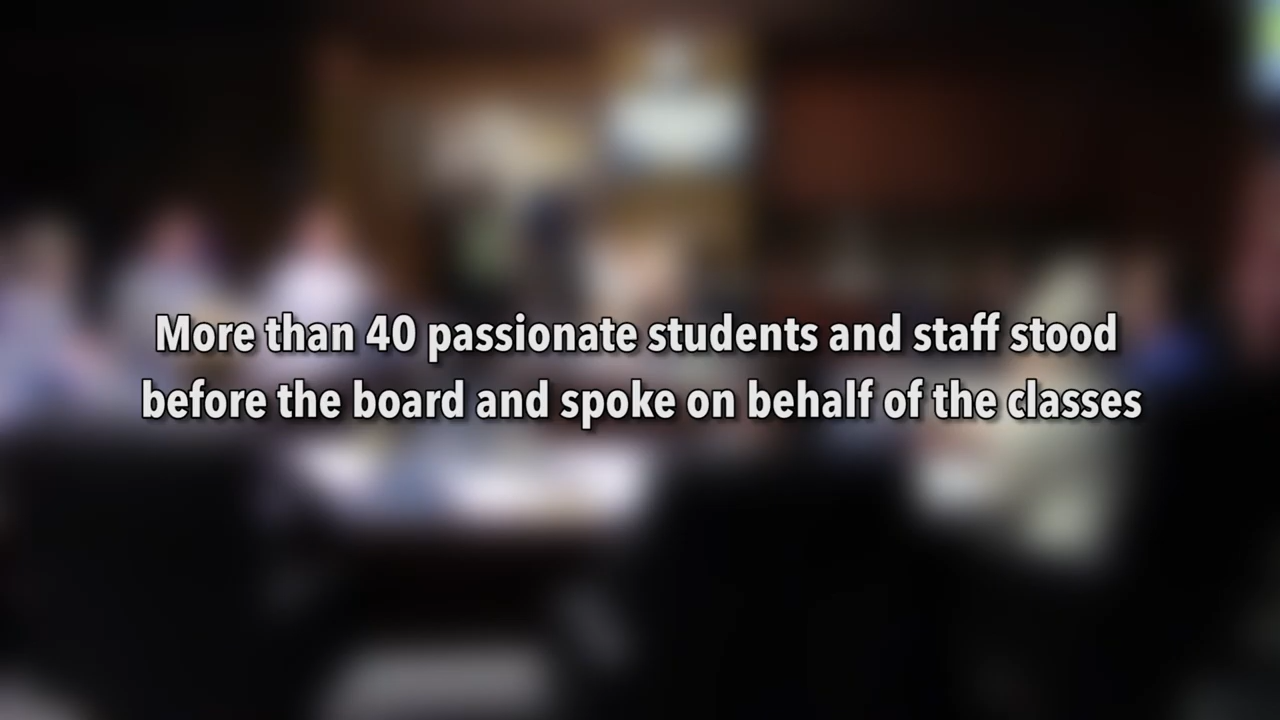 More than 40 passionate students and staff stood
before the board and spoke on behalf of the classes